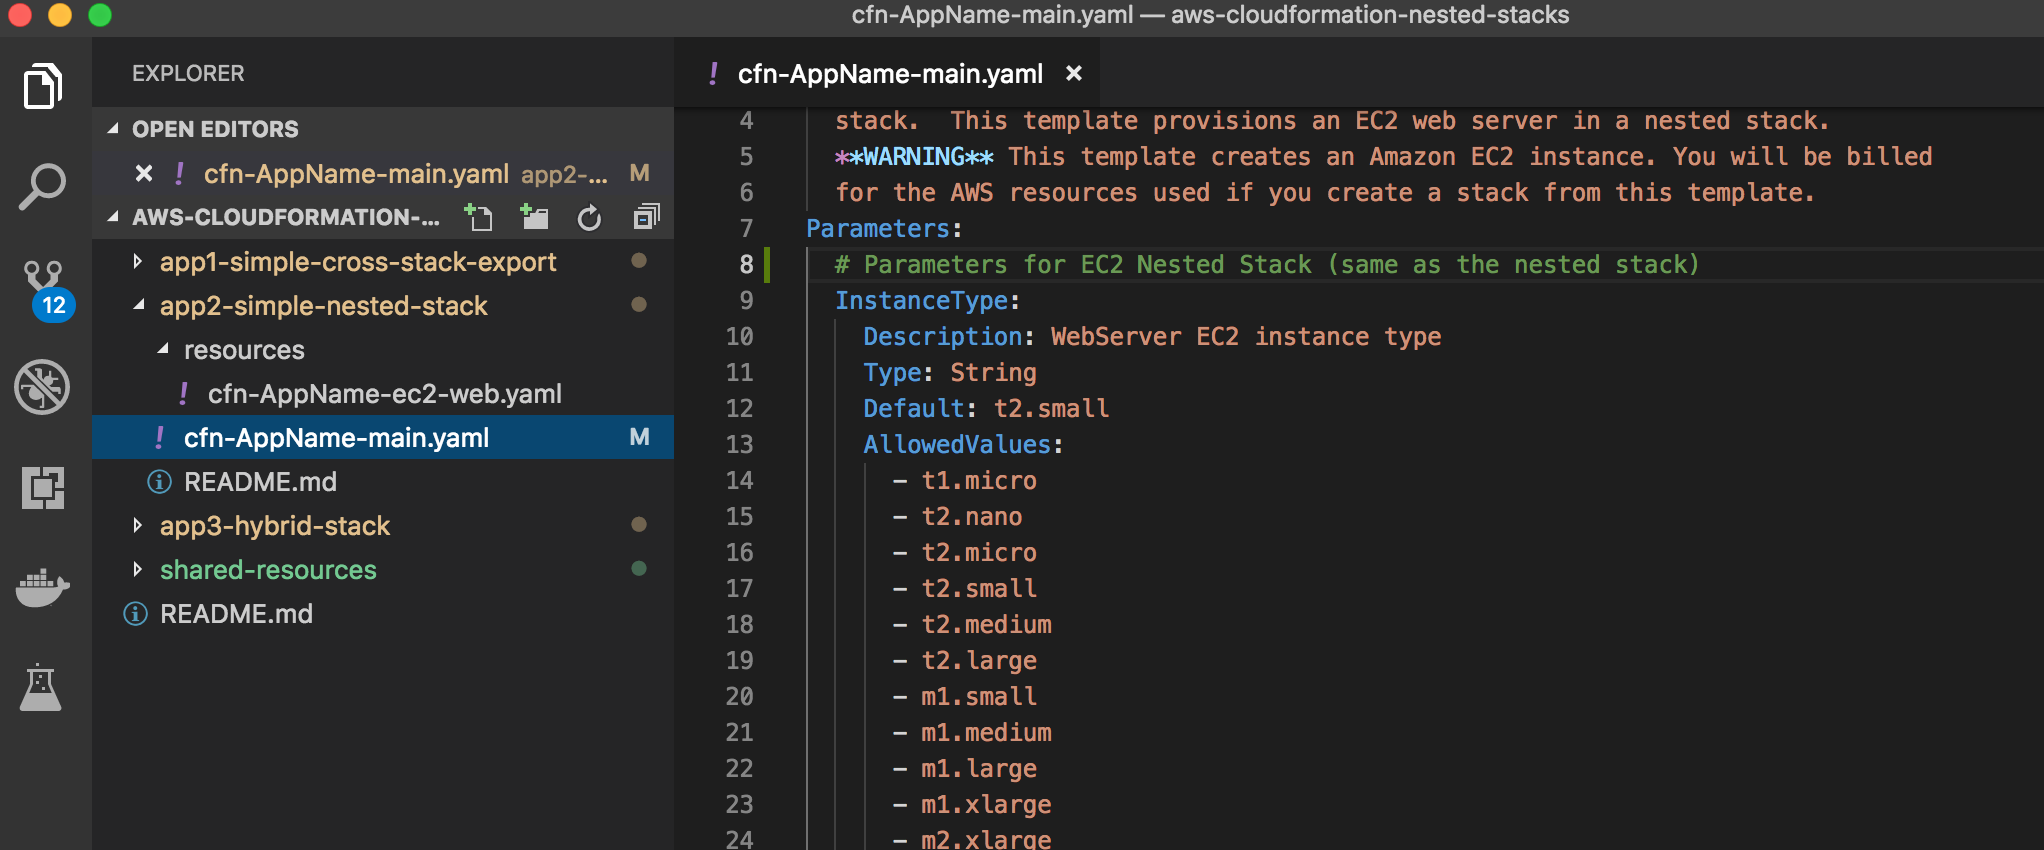 cfn-AppName-main.yaml — aws-cloudformation-nested-stacks
EXPLORER
OPEN EDITORS
! cfn-AppName-main.yaml app2-... M
AWS-CLOUDFORMATION-...
app1-simple-cross-stack-export
app2-simple-nested-stack
resources
! cfn-AppName-ec2-web.yaml
! cfn-AppName-main.yaml M
README.md
app3-hybrid-stack
shared-resources
README.md
12
! cfn-AppName-main.yaml
4 stack.  This template provisions an EC2 web server in a nested stack.
5 **WARNING** This template creates an Amazon EC2 instance. You will be billed
6 for the AWS resources used if you create a stack from this template.
7 Parameters:
8 # Parameters for EC2 Nested Stack (same as the nested stack)
9 InstanceType:
10 Description: WebServer EC2 instance type
11 Type: String
12 Default: t2.small
13 AllowedValues:
14 - t1.micro
15 - t2.nano
16 - t2.micro
17 - t2.small
18 - t2.medium
19 - t2.large
20 - m1.small
21 - m1.medium
22 - m1.large
23 - m1.xlarge
24 - m2.xlarge